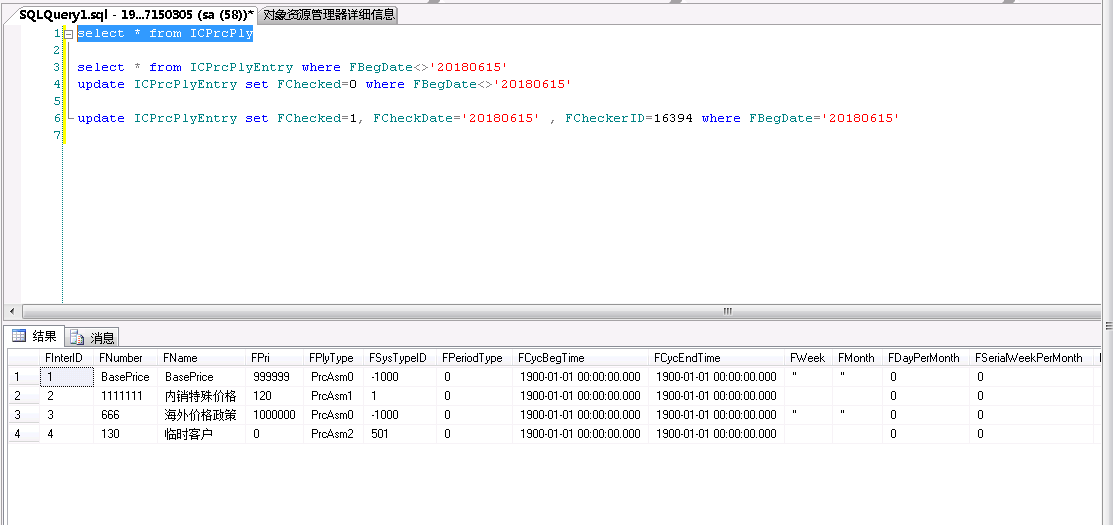 SQLQuery1.sql - 19...7150305 (sa (58))* 对象资源管理器详细信息
1 select * from ICPrcPly
2
3 select * from ICPrcPlyEntry where FBegDate<>'20180615'
4 update ICPrcPlyEntry set FChecked=0 where FBegDate<>'20180615'
5
6 update ICPrcPlyEntry set FChecked=1, FCheckDate='20180615' , FCheckerID=16394 where FBegDate='20180615'
7
结果 消息
FInterID FNumber FName FPri FPlyType FSysTypeID FPeriodType FCycBegTime FCycEndTime FWeek FMonth FDayPerMonth FSerialWeekPerMonth
1 1 BasePrice BasePrice 999999 PrcAsm0 -1000 0 1900-01-01 00:00:00.000 1900-01-01 00:00:00.000 '' '' 0 0
2 2 1111111 内销特殊价格 120 PrcAsm1 1 0 1900-01-01 00:00:00.000 1900-01-01 00:00:00.000 0 0
3 3 666 海外价格政策 1000000 PrcAsm0 -1000 0 1900-01-01 00:00:00.000 1900-01-01 00:00:00.000 '' '' 0 0
4 4 130 临时客户 0 PrcAsm2 501 0 1900-01-01 00:00:00.000 1900-01-01 00:00:00.000 0 0